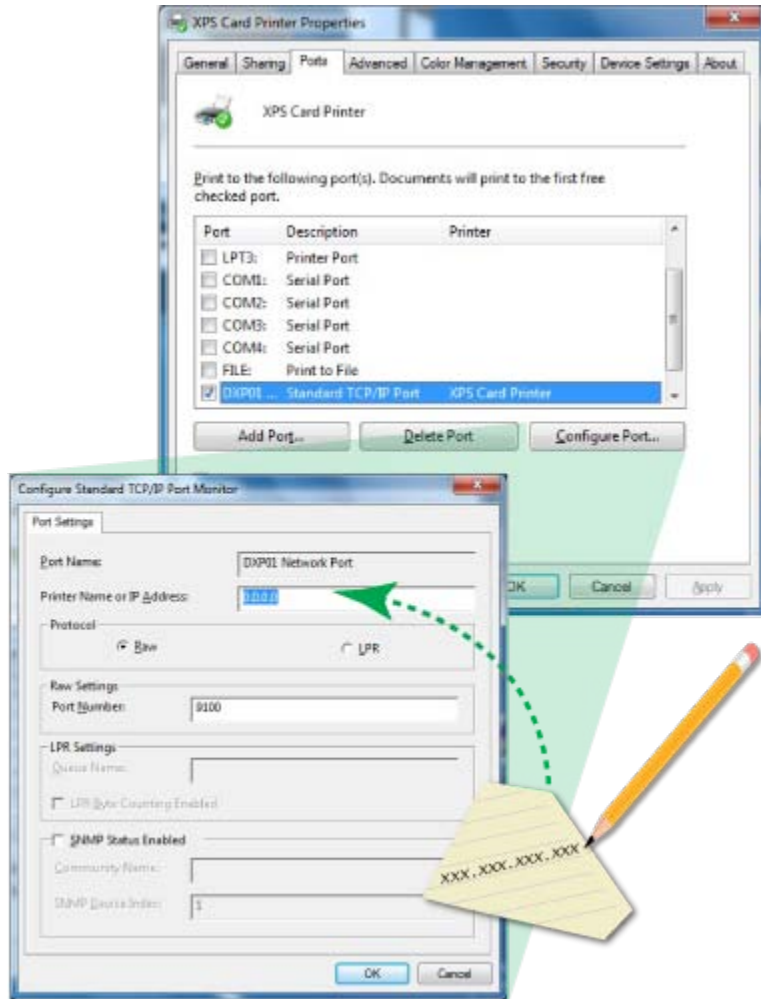 XPS Card Printer Properties
General Sharing Ports Advanced Color Management Security Device Settings About
XPS Card Printer
Print to the following port(s). Documents will print to the first free
checked port.
Port Description Printer
LPT3: Printer Port
COM1: Serial Port
COM2: Serial Port
COM3: Serial Port
COM4: Serial Port
FILE: Print to File
DXP01 ... Standard TCP/IP Port XPS Card Printer
Add Port... Delete Port Configure Port...
OK Cancel Apply
Configure Standard TCP/IP Port Monitor
Port Settings
Port Name: DXP01 Network Port
Printer Name or IP Address: 0.0.0.0
Protocol
Raw LPR
Raw Settings
Port Number: 9100
LPR Settings
Queue Name:
LPR Byte Counting Enabled
SNMP Status Enabled
Community Name:
SNMP Device Index: 1
OK Cancel
xxx.xxx.xxx.xxx